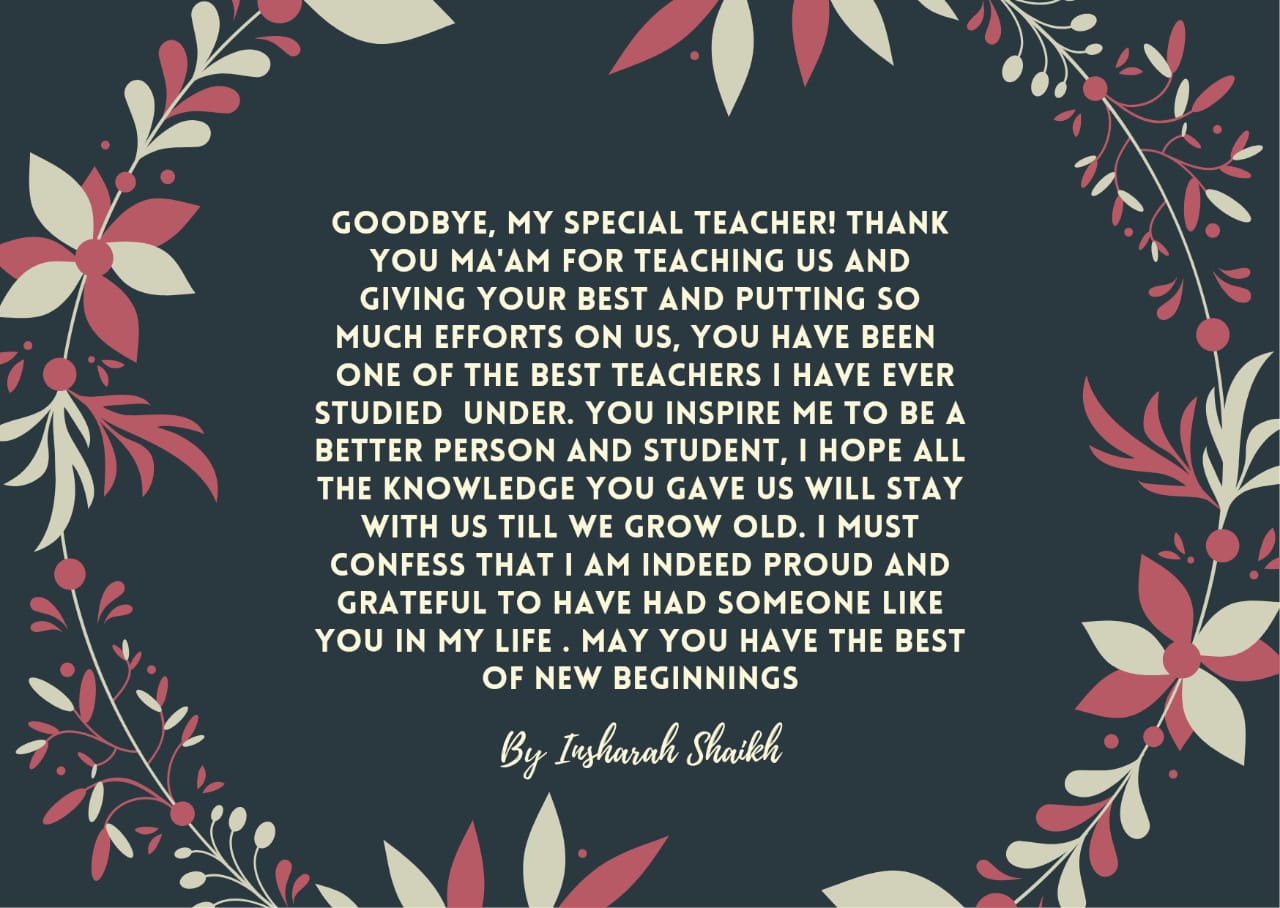 GOODBYE, MY SPECIAL TEACHER! THANK
YOU MA'AM FOR TEACHING US AND
GIVING YOUR BEST AND PUTTING SO
MUCH EFFORTS ON US, YOU HAVE BEEN
ONE OF THE BEST TEACHERS I HAVE EVER
STUDIED  UNDER. YOU INSPIRE ME TO BE A
BETTER PERSON AND STUDENT, I HOPE ALL
THE KNOWLEDGE YOU GAVE US WILL STAY
WITH US TILL WE GROW OLD. I MUST
CONFESS THAT I AM INDEED PROUD AND
GRATEFUL TO HAVE HAD SOMEONE LIKE
YOU IN MY LIFE . MAY YOU HAVE THE BEST
OF NEW BEGINNINGS
By Insharah Shaikh